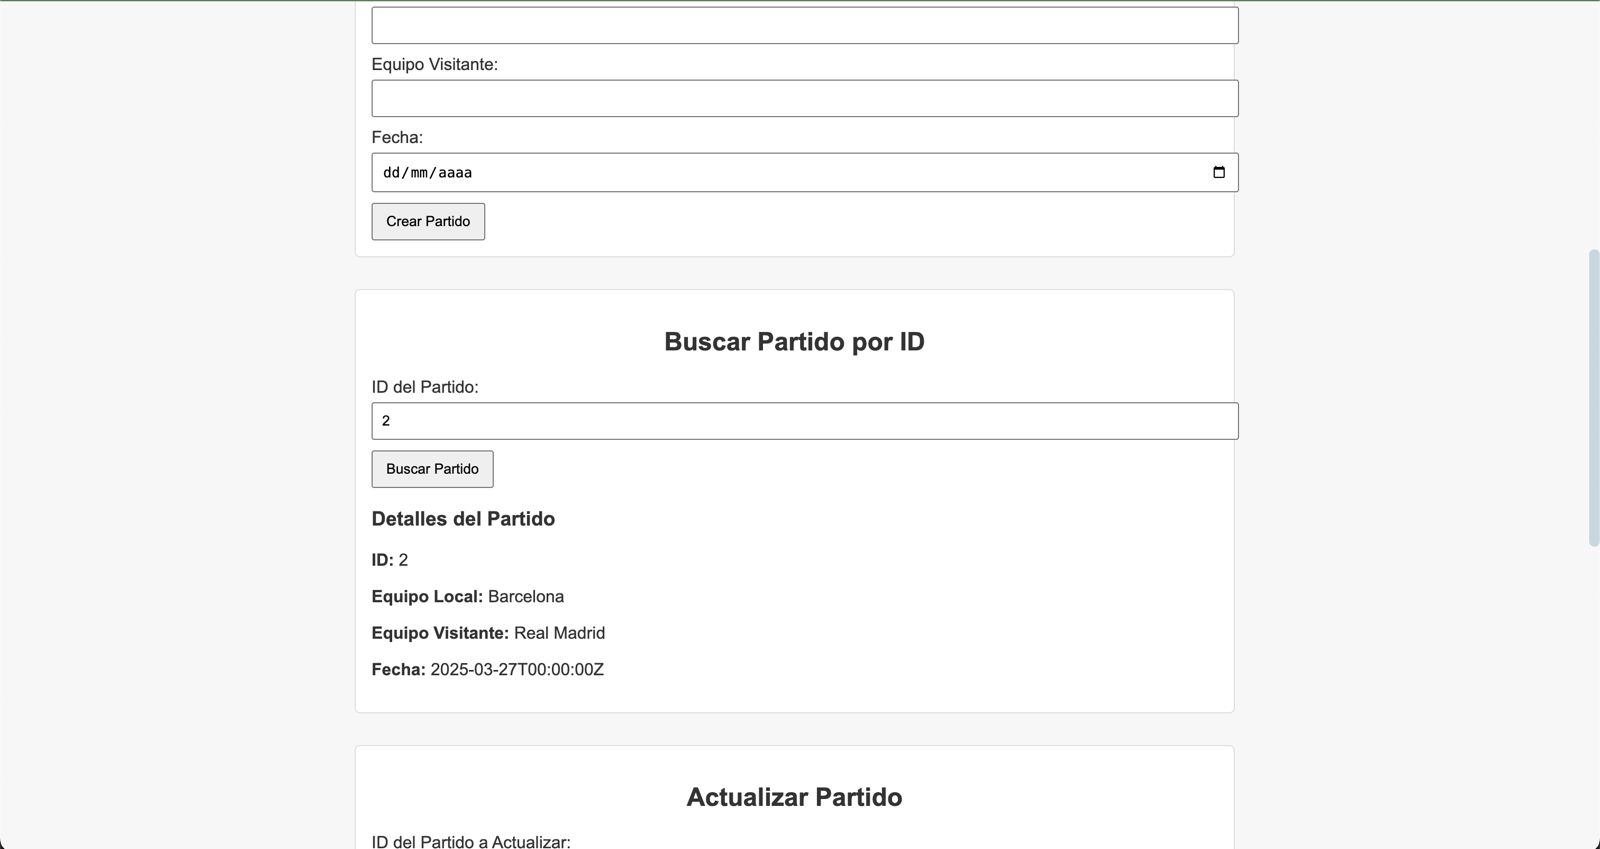 Equipo Visitante:
Fecha:
dd/mm/aaaa
Crear Partido
Buscar Partido por ID
ID del Partido:
2
Buscar Partido
Detalles del Partido
ID: 2
Equipo Local: Barcelona
Equipo Visitante: Real Madrid
Fecha: 2025-03-27T00:00:00Z
Actualizar Partido
ID del Partido a Actualizar: